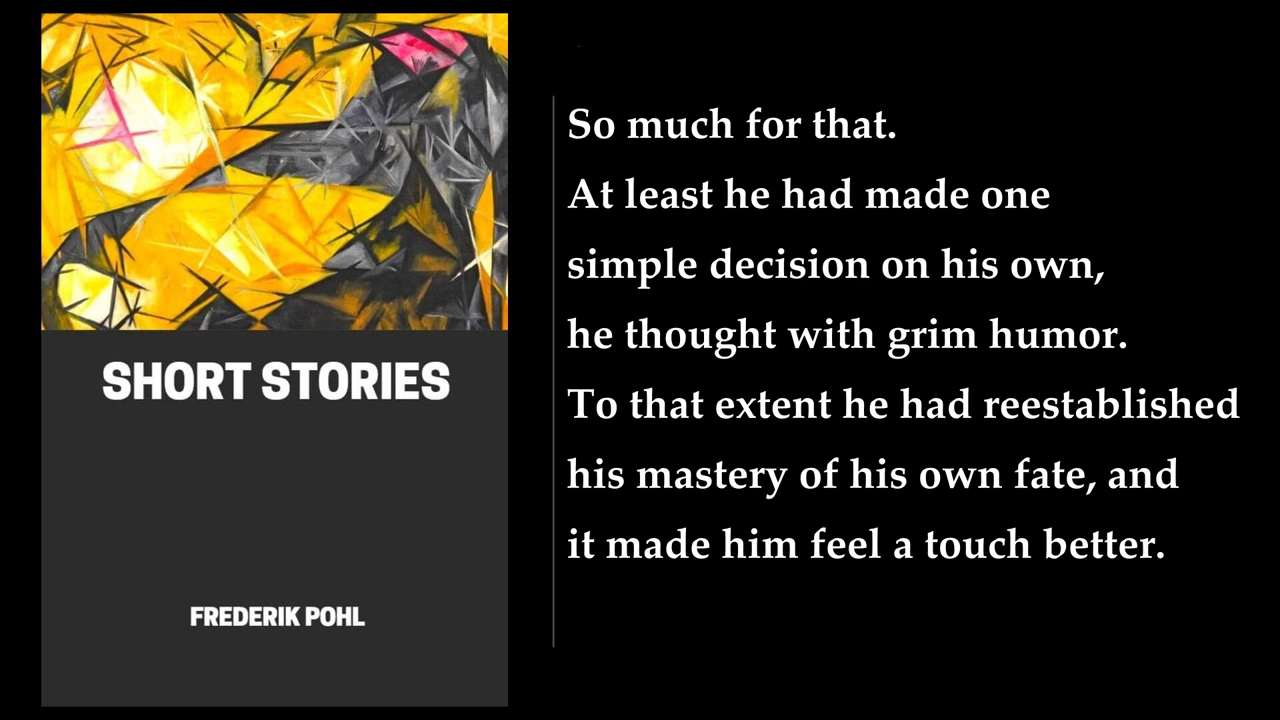 SHORT STORIES
FREDERIK POHL
So much for that.
At least he had made one
simple decision on his own,
he thought with grim humor.
To that extent he had reestablished
his mastery of his own fate, and
it made him feel a touch better.